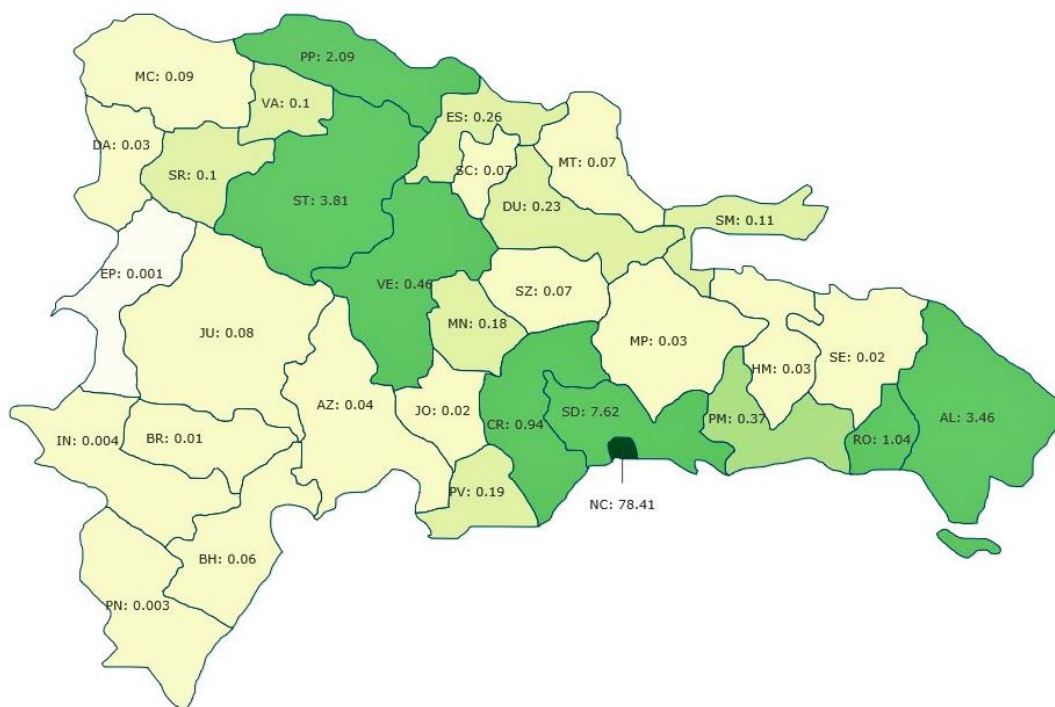 PP: 2.09
MC: 0.09
VA: 0.1
ES: 0.26
DA: 0.03
MT: 0.07
SC: 0.07
SR: 0.1
ST: 3.81
DU: 0.23
SM: 0.11
EP: 0.001
VE: 0.46
SZ: 0.07
JU: 0.08
MN: 0.18
MP: 0.03
SE: 0.02
HM: 0.03
AZ: 0.04
JO: 0.02
SD: 7.62
PM: 0.37
AL: 3.46
CR: 0.94
IN: 0.004
BR: 0.01
RO: 1.04
PV: 0.19
NC: 78.41
BH: 0.06
PN: 0.003